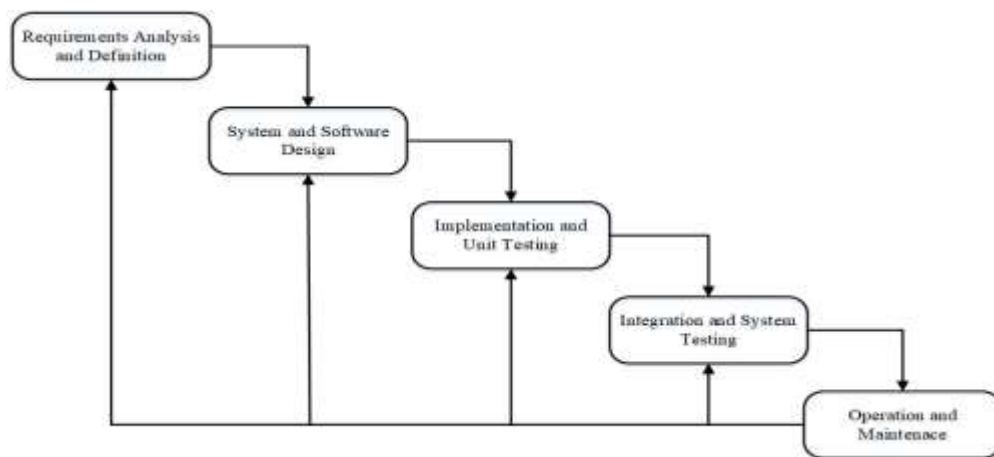 Requirements Analysis
and Definition
System and Software
Design
Implementation and
Unit Testing
Integration and System
Testing
Operation and
Maintenace